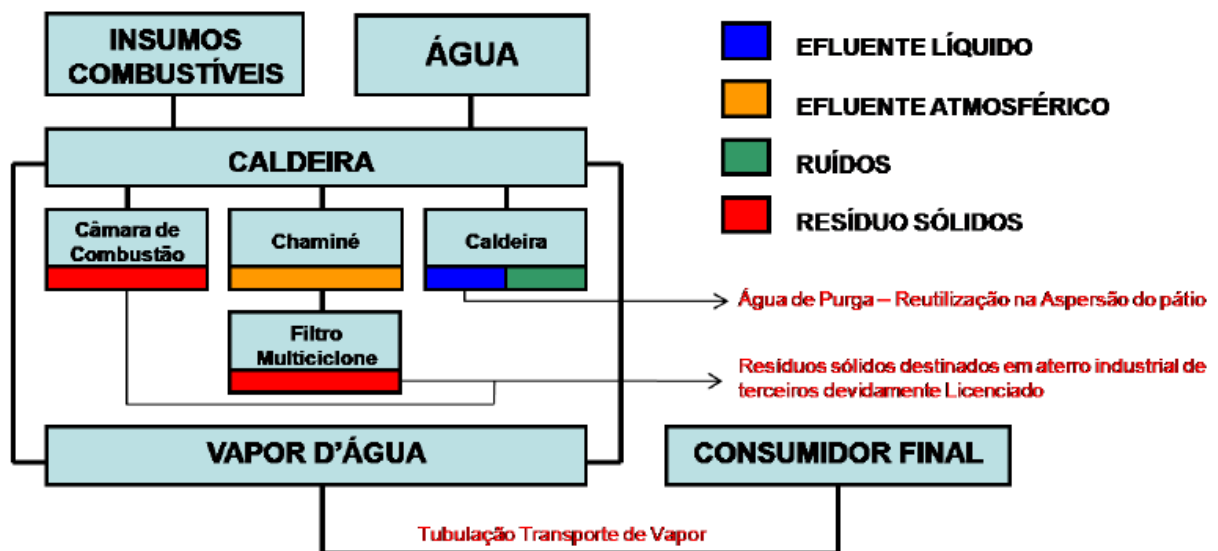 INSUMOS
COMBUSTÍVEIS
ÁGUA
EFLUENTE LÍQUIDO
EFLUENTE ATMOSFÉRICO
RUÍDOS
RESÍDUO SÓLIDOS
CALDEIRA
Câmara de
Combustão
Chaminé
Caldeira
Água de Purga – Reutilização na Aspersão do pátio
Filtro
Multiciclone
Resíduos sólidos destinados em aterro industrial de
terceiros devidamente Licenciado
VAPOR D’ÁGUA
CONSUMIDOR FINAL
Tubulação Transporte de Vapor